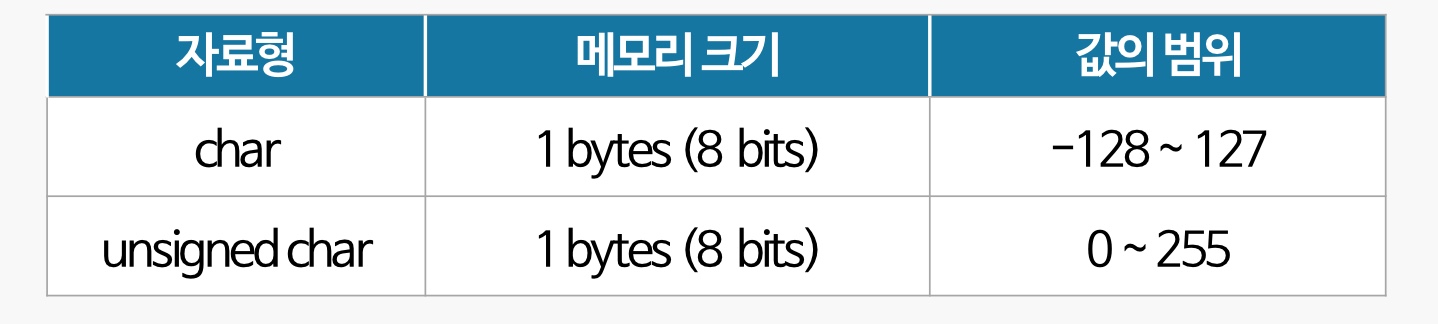 자료형 메모리 크기 값의 범위
char 1 bytes (8 bits) -128 ~ 127
unsigned char 1 bytes (8 bits) 0 ~ 255